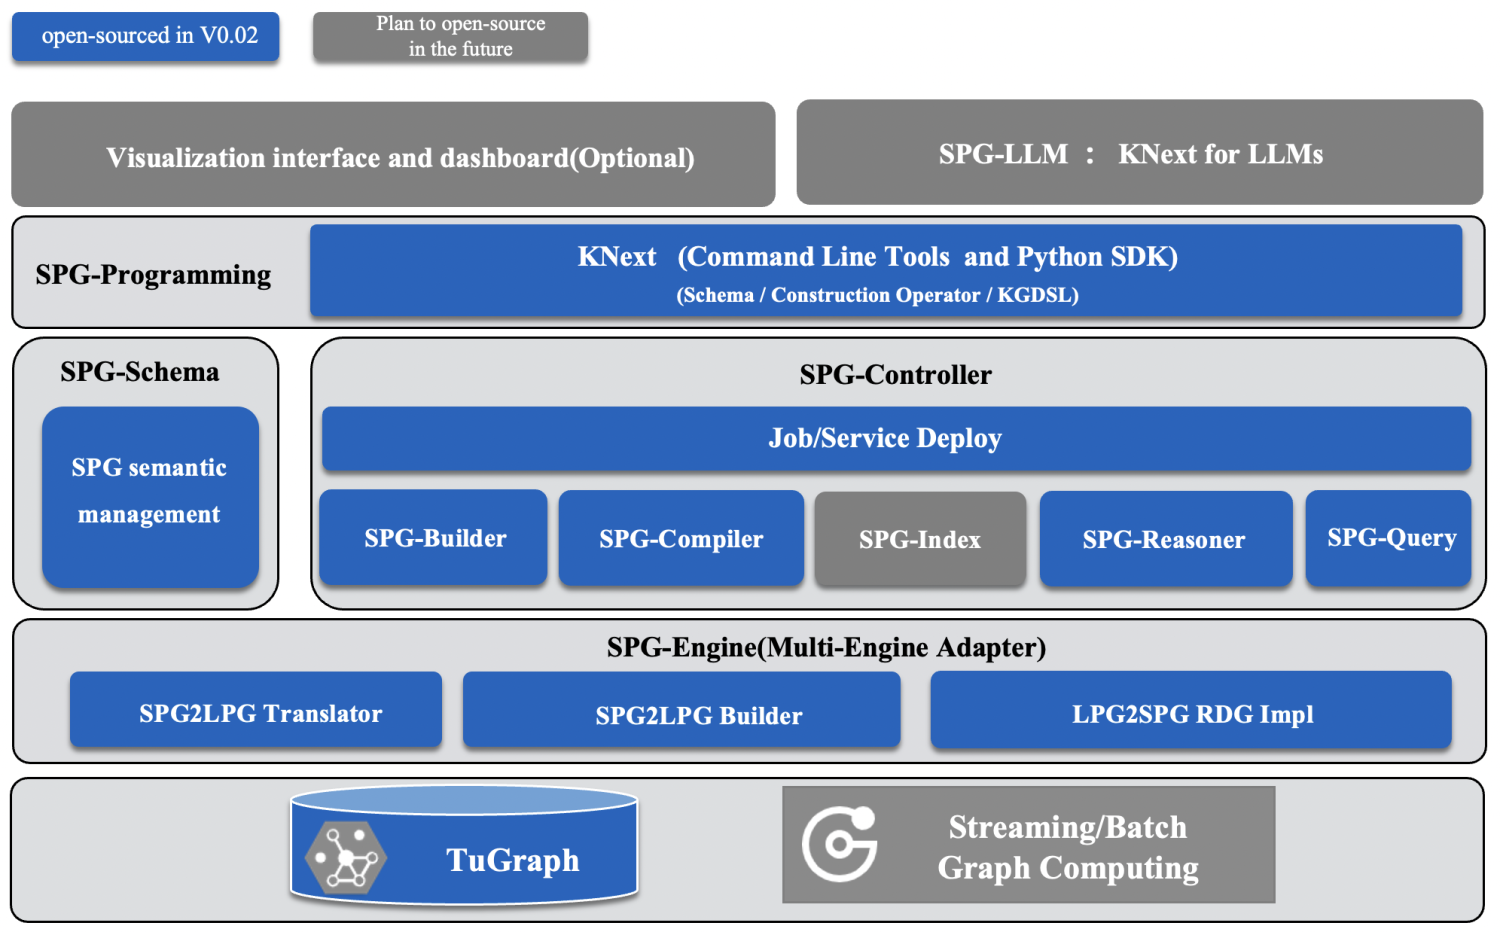 open-sourced in V0.02
Plan to open-source
in the future
Visualization interface and dashboard(Optional)
SPG-LLM ： KNext for LLMs
SPG-Programming
KNext (Command Line Tools and Python SDK)
(Schema / Construction Operator / KGDSL)
SPG-Schema
SPG semantic
management
SPG-Controller
Job/Service Deploy
SPG-Builder
SPG-Compiler
SPG-Index
SPG-Reasoner
SPG-Query
SPG-Engine(Multi-Engine Adapter)
SPG2LPG Translator
SPG2LPG Builder
LPG2SPG RDG Impl
TuGraph
Streaming/Batch
Graph Computing